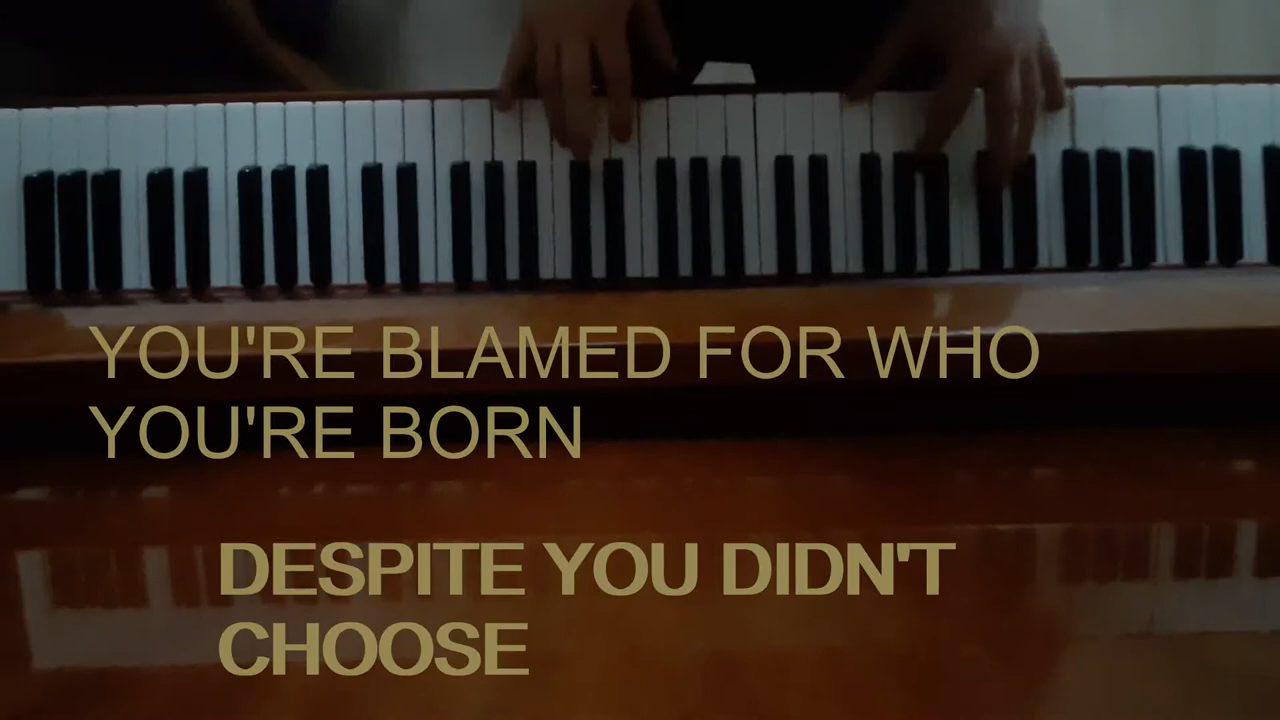 YOU'RE BLAMED FOR WHO
YOU'RE BORN
DESPITE YOU DIDN'T
CHOOSE